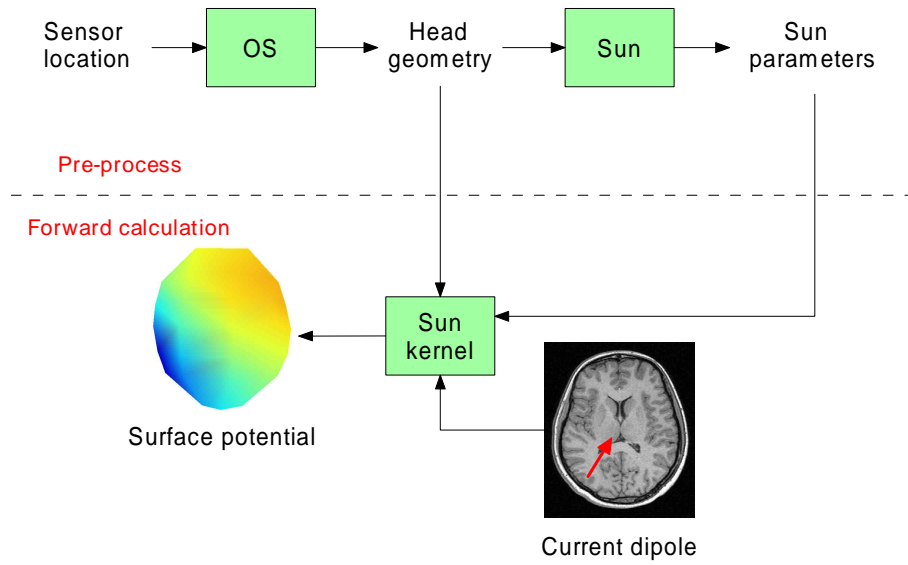 Sensor
location
OS
Head
geometry
Sun
Sun
parameters
Pre-process
Forward calculation
Sun
kernel
Surface potential
Current dipole